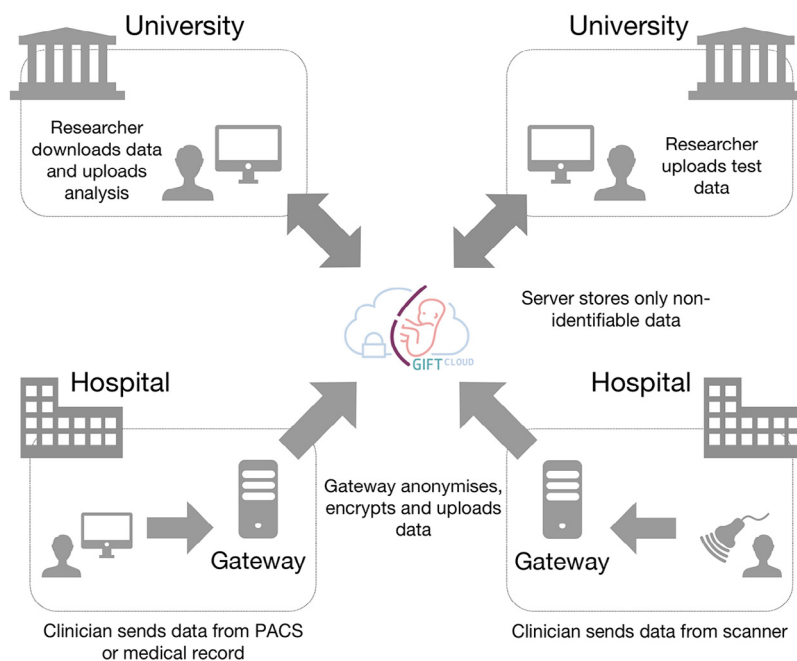 University
University
Researcher
downloads data
and uploads
analysis
Researcher
uploads test
data
Server stores only non-
identifiable data
GIFTCLOUD
Hospital
Hospital
Gateway anonymises,
encrypts and uploads
data
Gateway
Gateway
Clinician sends data from PACS
or medical record
Clinician sends data from scanner